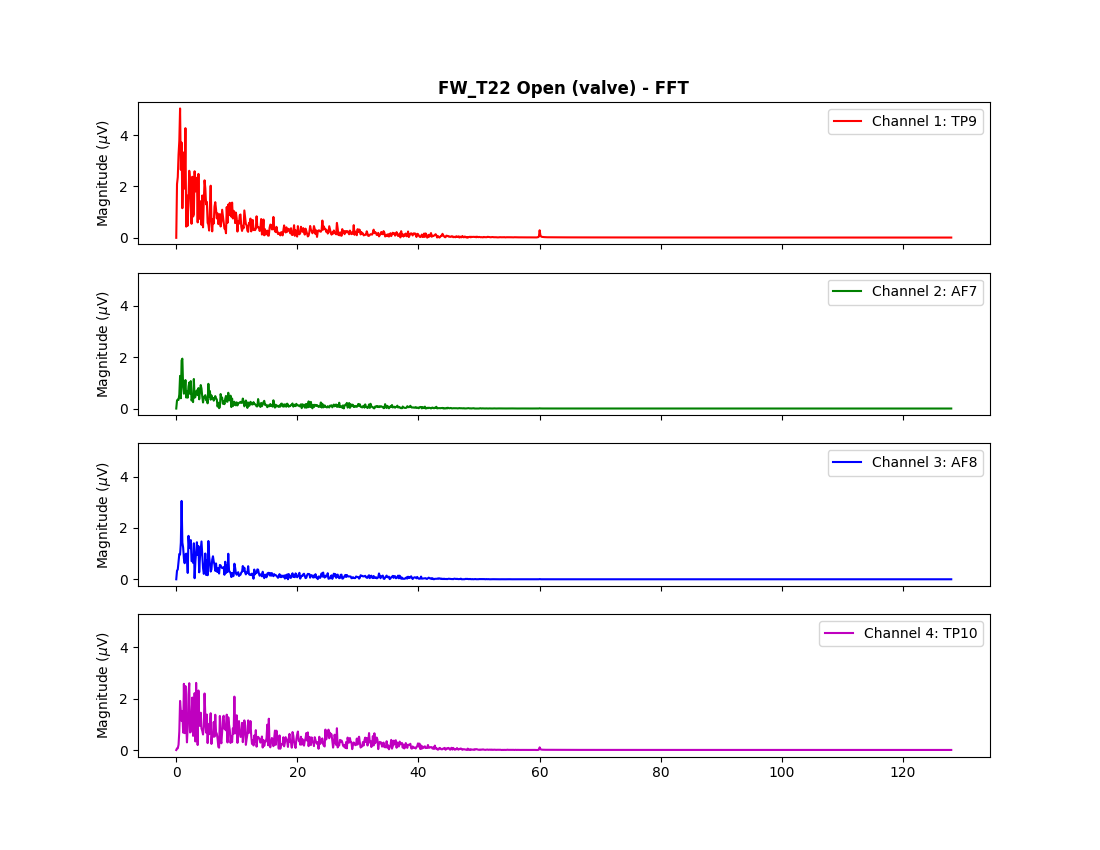 FW_T22 Open (valve) - FFT
Magnitude (μV)
4
2
0
Channel 1: TP9
Magnitude (μV)
4
2
0
Channel 2: AF7
Magnitude (μV)
4
2
0
Channel 3: AF8
Magnitude (μV)
4
2
0
Channel 4: TP10
0 20 40 60 80 100 120